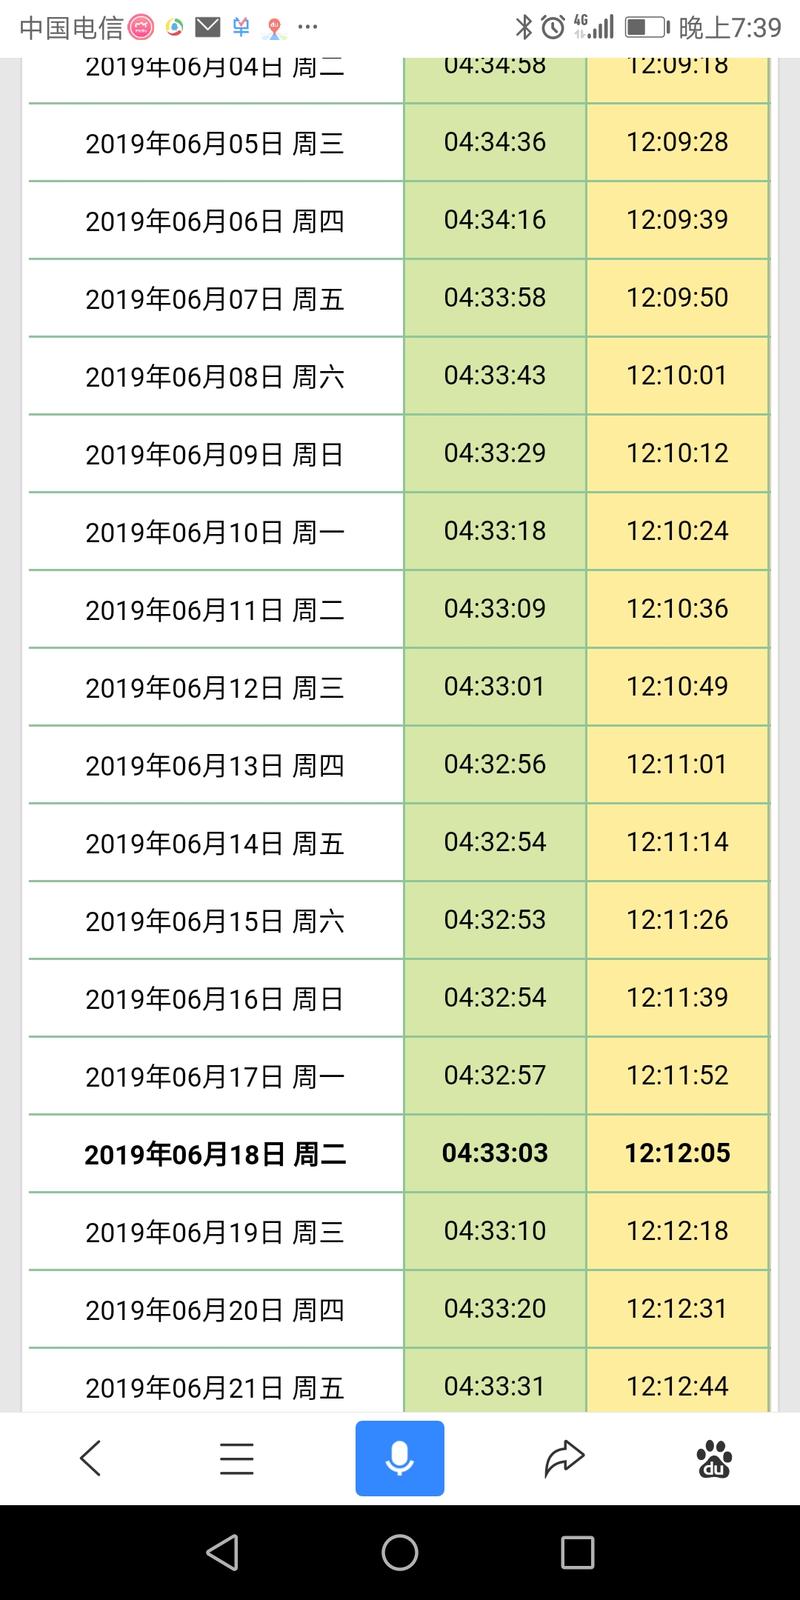 中国电信 4G 晚上7:39
2019年06月04日 周二 04:34:58 12:09:18
2019年06月05日 周三 04:34:36 12:09:28
2019年06月06日 周四 04:34:16 12:09:39
2019年06月07日 周五 04:33:58 12:09:50
2019年06月08日 周六 04:33:43 12:10:01
2019年06月09日 周日 04:33:29 12:10:12
2019年06月10日 周一 04:33:18 12:10:24
2019年06月11日 周二 04:33:09 12:10:36
2019年06月12日 周三 04:33:01 12:10:49
2019年06月13日 周四 04:32:56 12:11:01
2019年06月14日 周五 04:32:54 12:11:14
2019年06月15日 周六 04:32:53 12:11:26
2019年06月16日 周日 04:32:54 12:11:39
2019年06月17日 周一 04:32:57 12:11:52
2019年06月18日 周二 04:33:03 12:12:05
2019年06月19日 周三 04:33:10 12:12:18
2019年06月20日 周四 04:33:20 12:12:31
2019年06月21日 周五 04:33:31 12:12:44
du